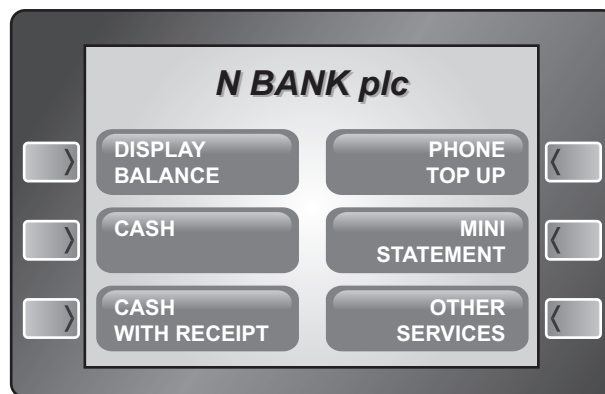 N BANK plc
DISPLAY
BALANCE
PHONE
TOP UP
CASH
MINI
STATEMENT
CASH
WITH RECEIPT
OTHER
SERVICES